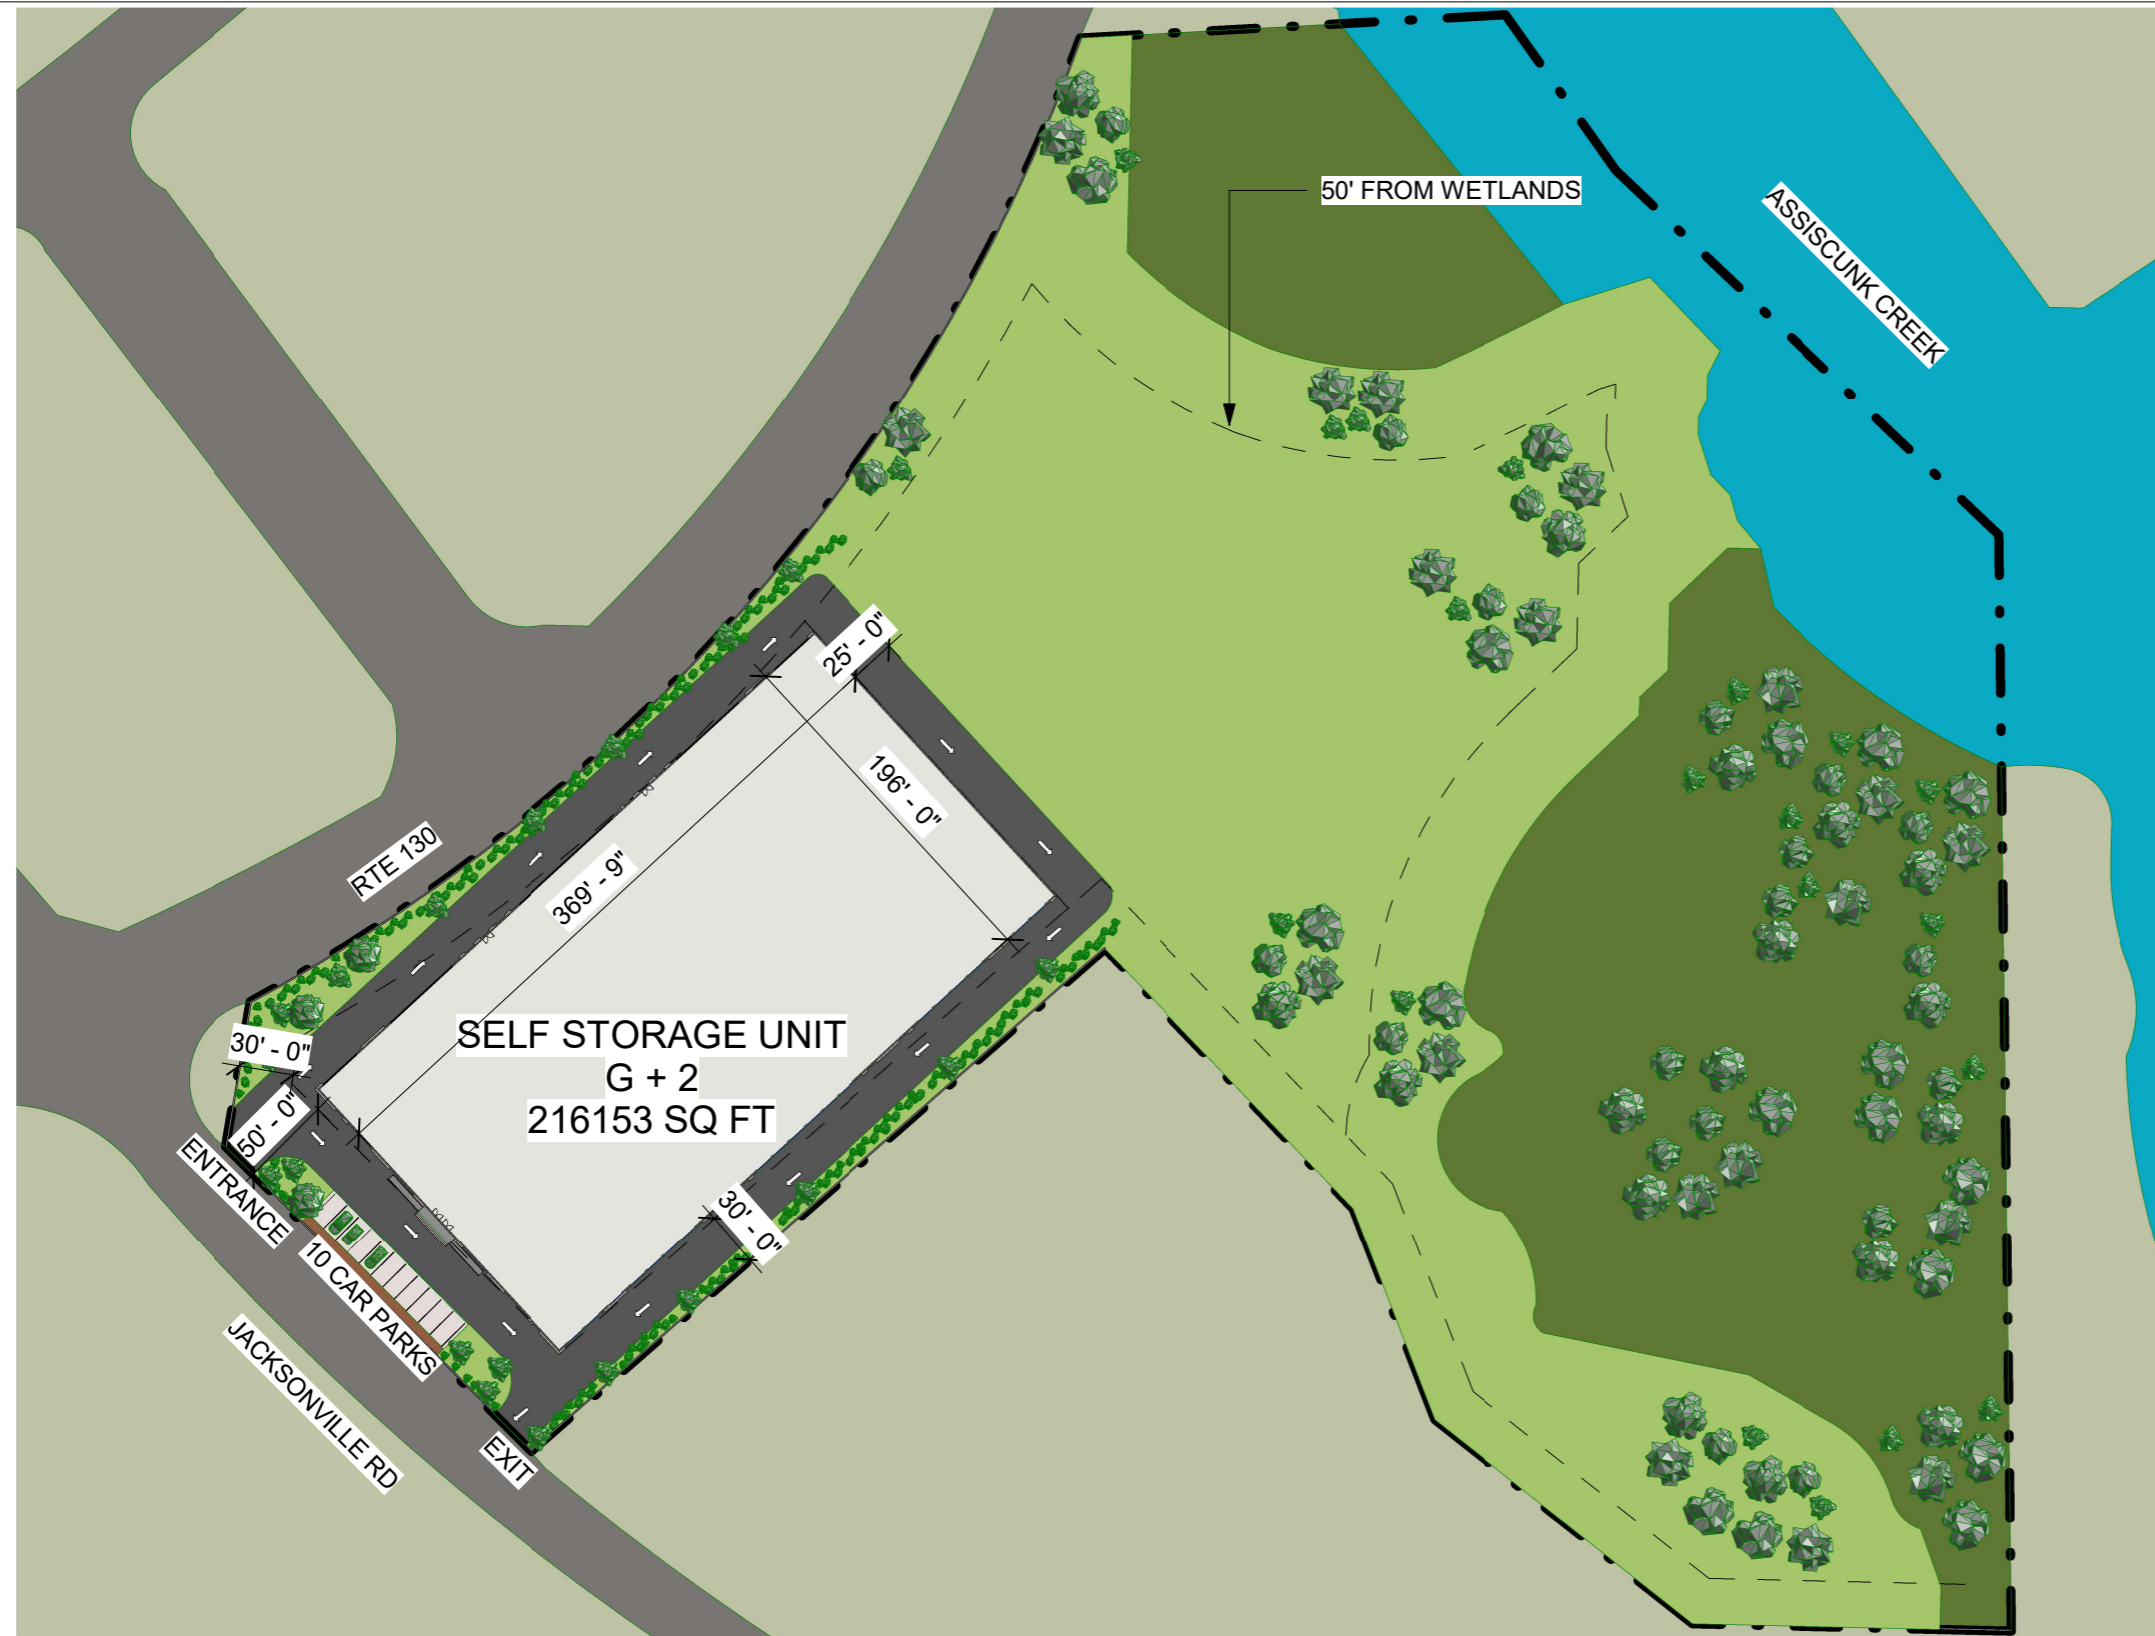 50' FROM WETLANDS
ASSISCUNK CREEK
25' - 0"
196' - 0"
369' - 9"
RTE 130
SELF STORAGE UNIT
G + 2
216153 SQ FT
30' - 0"
50' - 0"
ENTRANCE
30' - 0"
10 CAR PARKS
JACKSONVILLE RD
EXIT